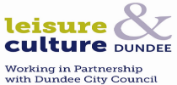 leisure &
culture DUNDEE
Working in Partnership
with Dundee City Council